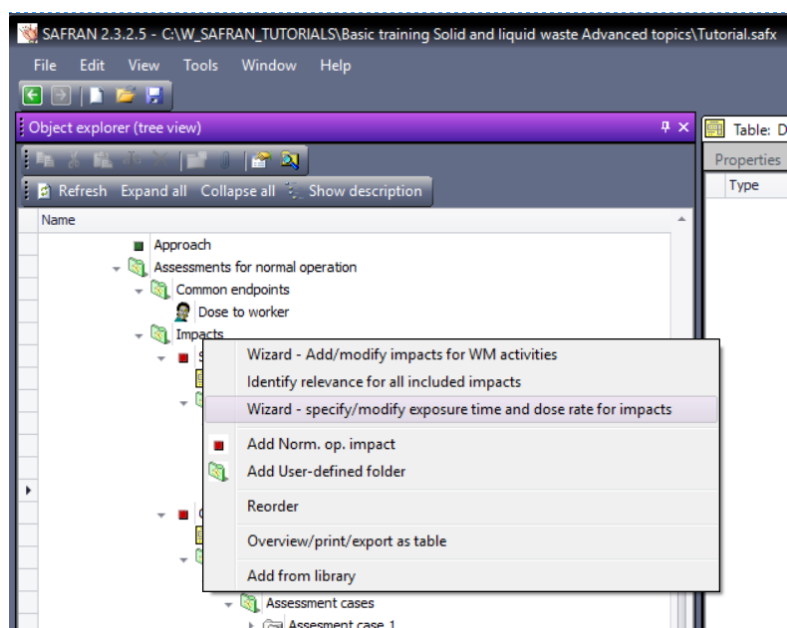 SAFRAN 2.3.2.5 - C:\W_SAFRAN_TUTORIALS\Basic training Solid and liquid waste Advanced topics\Tutorial.safx
File Edit View Tools Window Help
Object explorer (tree view)
Table: D
Properties
Refresh Expand all Collapse all Show description
Type
Name
Approach
Assessments for normal operation
Common endpoints
Dose to worker
Impacts
Wizard - Add/modify impacts for WM activities
Identify relevance for all included impacts
Wizard - specify/modify exposure time and dose rate for impacts
Add Norm. op. impact
Add User-defined folder
Reorder
Overview/print/export as table
Add from library
Assessment cases
Assesment case 1